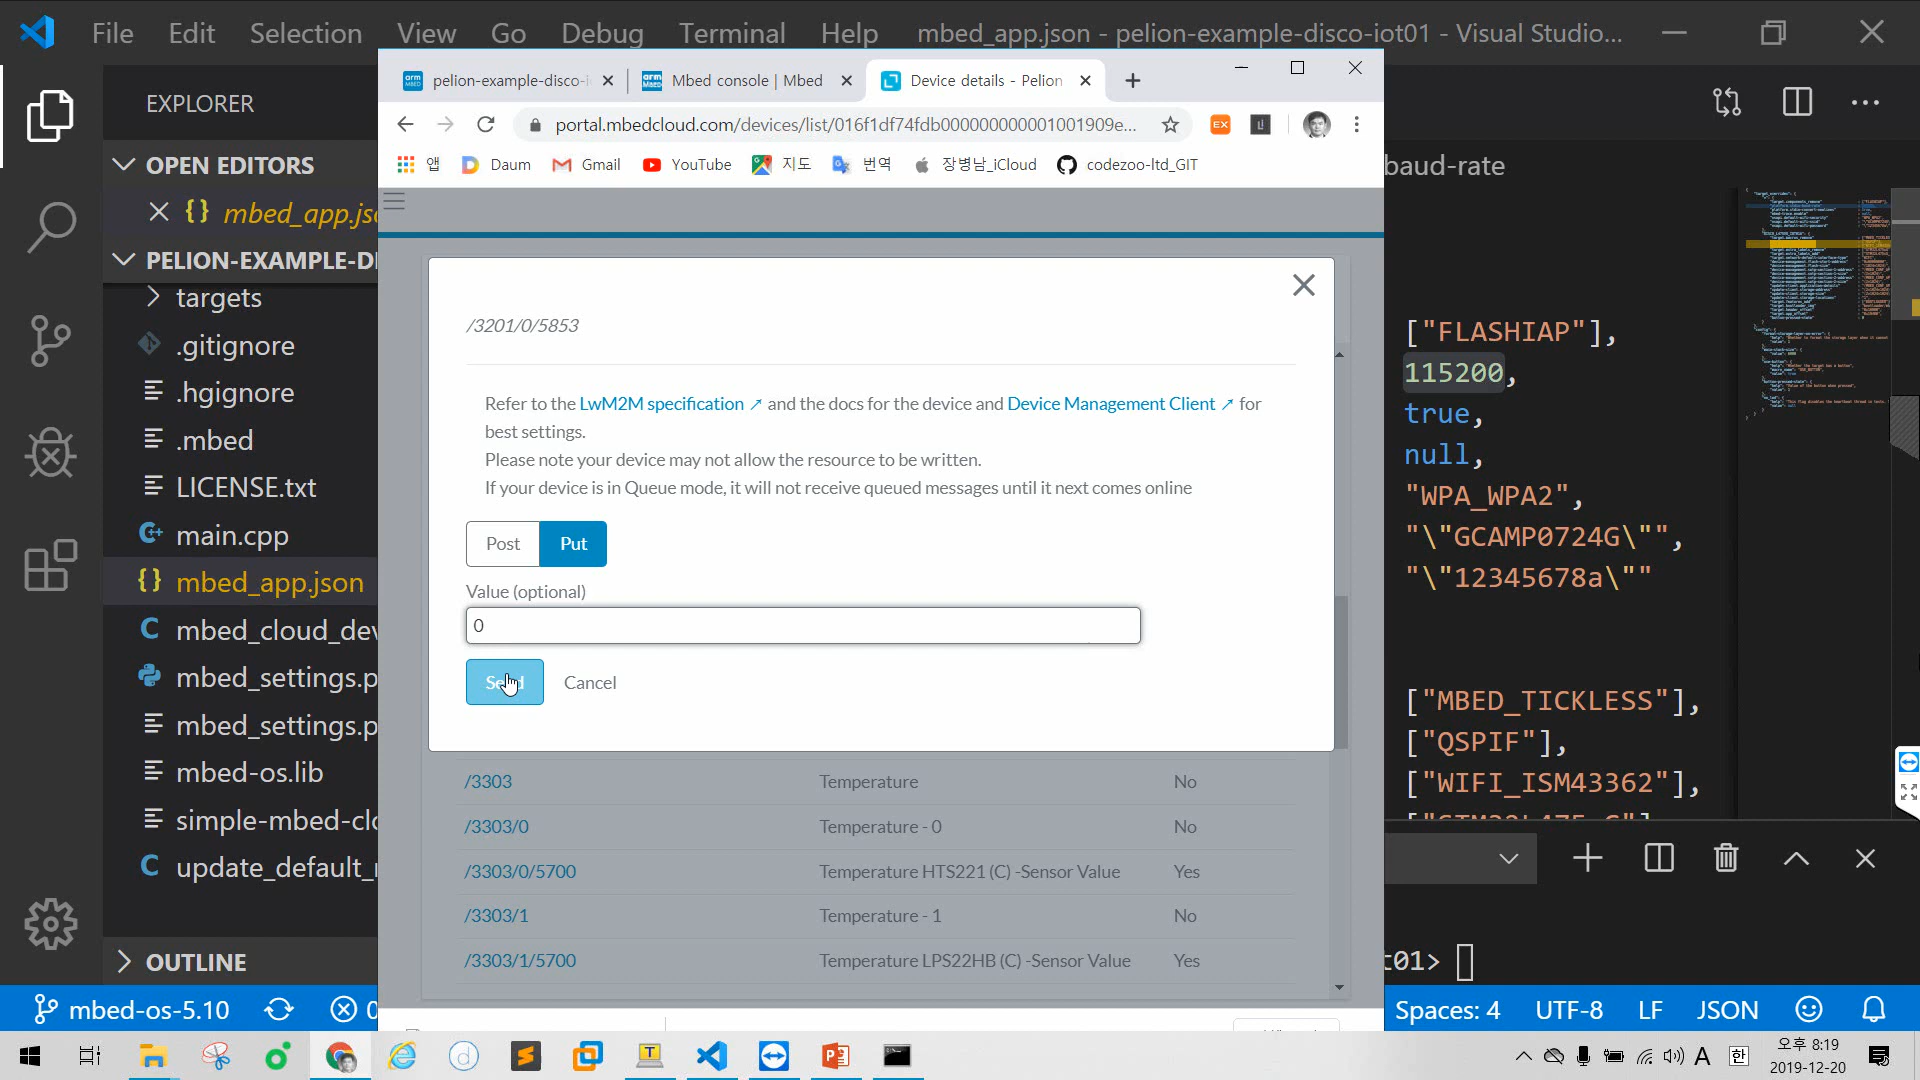 File Edit Selection View Go Debug Terminal Help mbed_app.json - pelion-example-disco-iot01 - Visual Studio...
pelion-example-disco-i
Mbed console | Mbed
Device details - Pelion
portal.mbedcloud.com/devices/list/016f1df74fdb000000000001001909e...
EX
앱 Daum Gmail YouTube 지도 번역 장병남_iCloud codezoo-ltd_GIT
EXPLORER
OPEN EDITORS
mbed_app.jso
PELION-EXAMPLE-DI
targets
.gitignore
.hgignore
.mbed
LICENSE.txt
main.cpp
mbed_app.json
mbed_cloud_dev
mbed_settings.p
mbed_settings.p
mbed-os.lib
simple-mbed-clo
update_default_r
OUTLINE
/3201/0/5853
Refer to the LwM2M specification ↗ and the docs for the device and Device Management Client ↗ for
best settings.
Please note your device may not allow the resource to be written.
If your device is in Queue mode, it will not receive queued messages until it next comes online
Post Put
Value (optional)
0
Send Cancel
/3303 Temperature No
/3303/0 Temperature - 0 No
/3303/0/5700 Temperature HTS221 (C) -Sensor Value Yes
/3303/1 Temperature - 1 No
/3303/1/5700 Temperature LPS22HB (C) -Sensor Value Yes
baud-rate
["FLASHIAP"],
115200,
true,
null,
"WPA_WPA2",
"\"GCAMP0724G\"",
"\"12345678a\""
["MBED_TICKLESS"],
["QSPIF"],
["WIFI_ISM43362"],
t01>
mbed-os-5.10 0 Spaces: 4 UTF-8 LF JSON
A 한 오후 8:19
2019-12-20